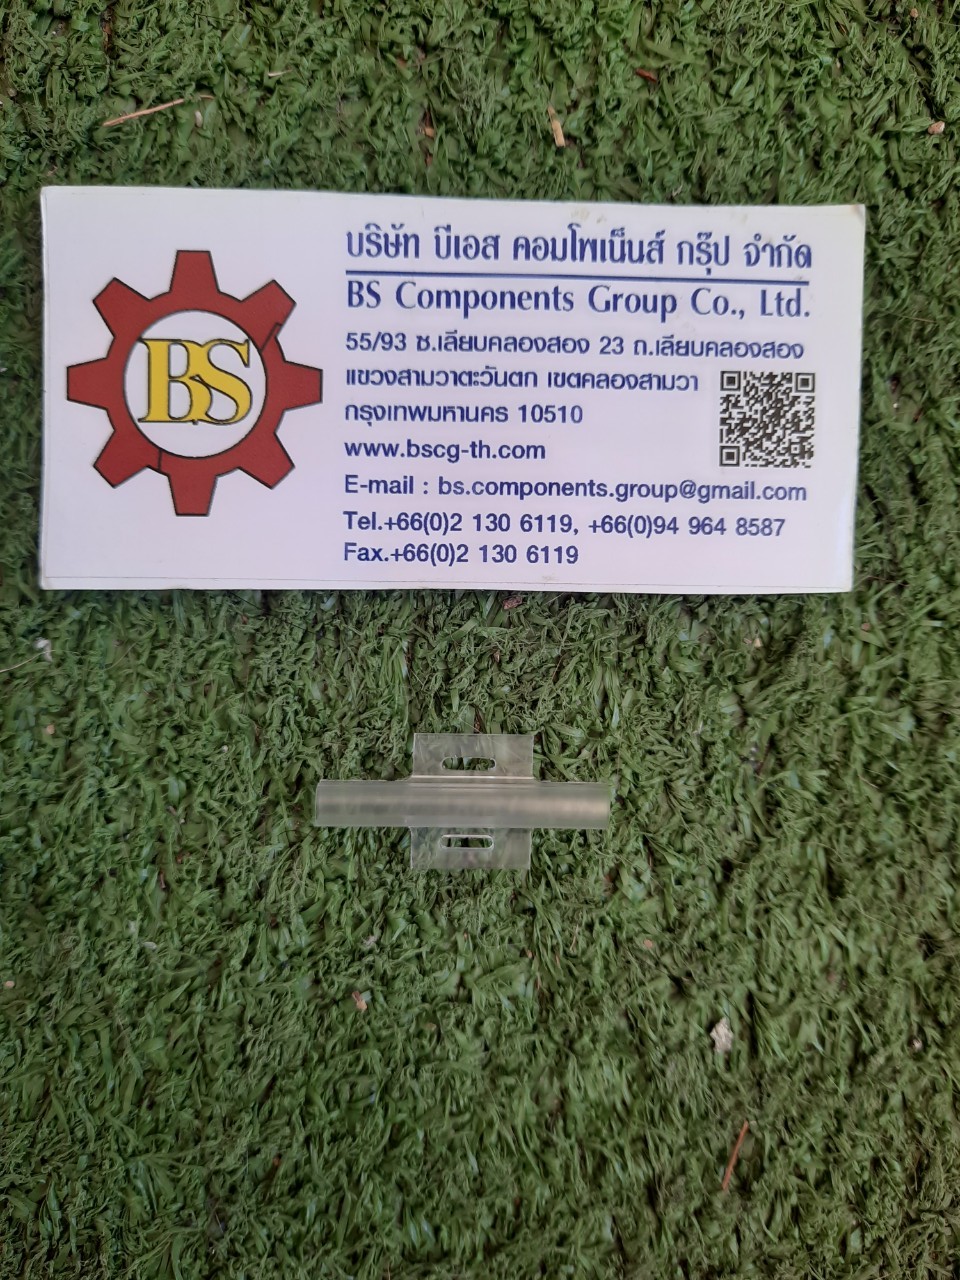 BS
บริษัท บีเอส คอมโพเน็นส์ กรุ๊ป จำกัด
BS Components Group Co., Ltd.
55/93 ซ.เลียบคลองสอง 23 ถ.เลียบคลองสอง
แขวงสามวาตะวันตก เขตคลองสามวา
กรุงเทพมหานคร 10510
www.bscg-th.com
E-mail : bs.components.group@gmail.com
Tel.+66(0)2 130 6119, +66(0)94 964 8587
Fax.+66(0)2 130 6119